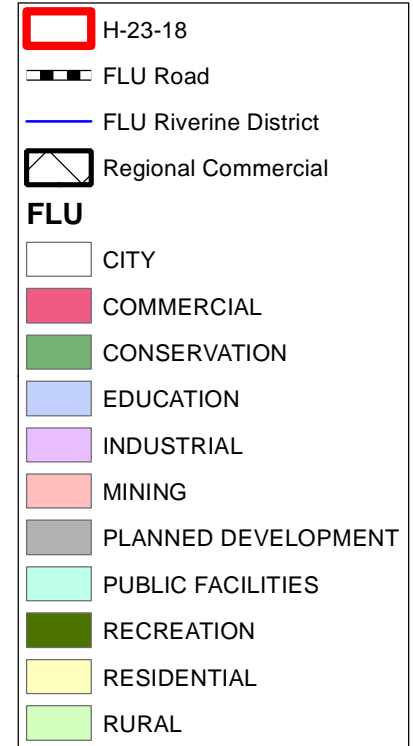 H-23-18
FLU Road
FLU Riverine District
Regional Commercial
FLU
CITY
COMMERCIAL
CONSERVATION
EDUCATION
INDUSTRIAL
MINING
PLANNED DEVELOPMENT
PUBLIC FACILITIES
RECREATION
RESIDENTIAL
RURAL